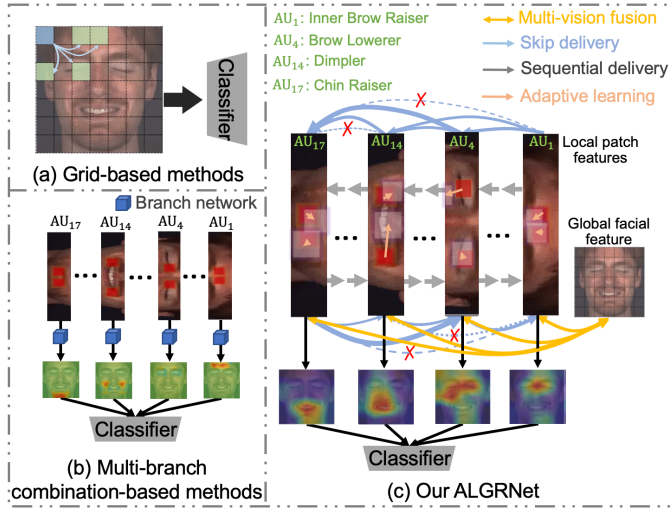 Classifier
(a) Grid-based methods
AU17
AU14
AU4
AU1
Branch network
Classifier
(b) Multi-branch
combination-based methods
AU1: Inner Brow Raiser
AU4: Brow Lowerer
AU14: Dimpler
AU17: Chin Raiser
Multi-vision fusion
Skip delivery
Sequential delivery
Adaptive learning
X
X
AU17
AU14
AU4
AU1
Local patch
features
Global facial
feature
X
X
Classifier
(c) Our ALGRNet